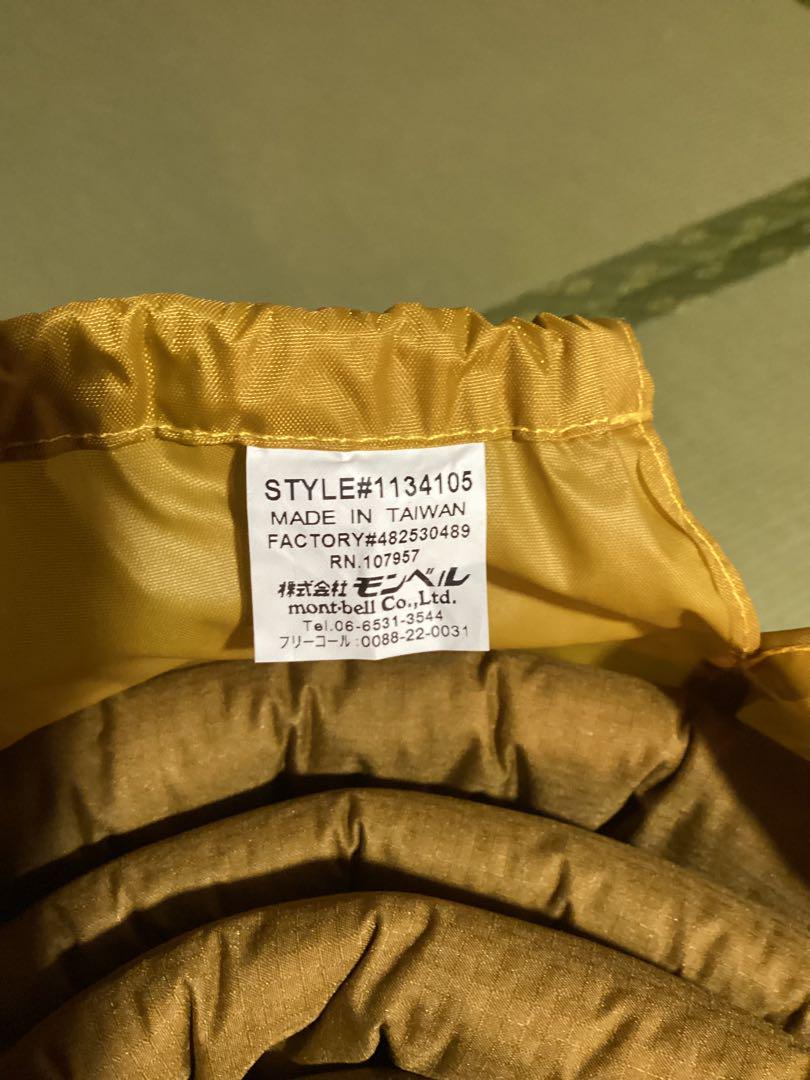 STYLE#1134105
MADE IN TAIWAN
FACTORY#482530489
RN.107957
株式会社 モンベル
mont-bell Co.,Ltd.
Tel.06-6531-3544
フリーコール:0088-22-0031